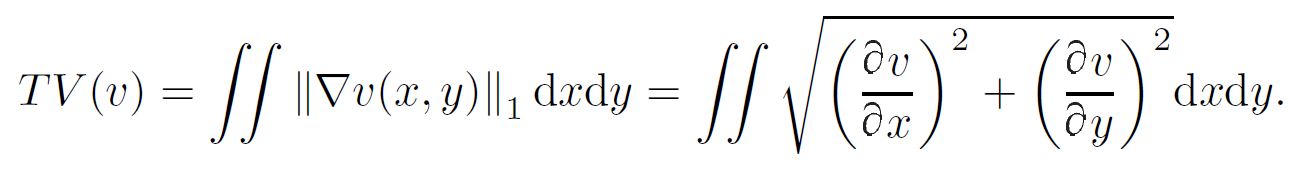 TV(v) = ∬ ‖∇v(x, y)‖₁ dxdy = ∬ √((∂v/∂x)² + (∂v/∂y)²) dxdy.